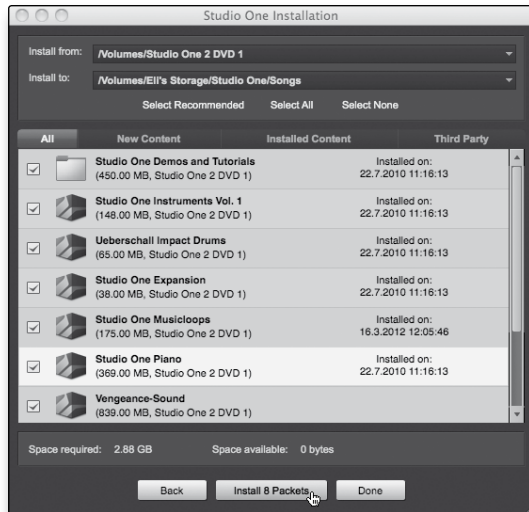 Studio One Installation
Install from: /Volumes/Studio One 2 DVD 1
Install to: /Volumes/Eli's Storage/Studio One/Songs
Select Recommended Select All Select None
All New Content Installed Content Third Party
Studio One Demos and Tutorials Installed on:
(450.00 MB, Studio One 2 DVD 1) 22.7.2010 11:16:13
Studio One Instruments Vol. 1 Installed on:
(148.00 MB, Studio One 2 DVD 1) 22.7.2010 11:16:13
Ueberschall Impact Drums Installed on:
(65.00 MB, Studio One 2 DVD 1) 22.7.2010 11:16:13
Studio One Expansion Installed on:
(38.00 MB, Studio One 2 DVD 1) 22.7.2010 11:16:13
Studio One Musicloops Installed on:
(175.00 MB, Studio One 2 DVD 1) 16.3.2012 12:05:46
Studio One Piano Installed on:
(369.00 MB, Studio One 2 DVD 1) 22.7.2010 11:16:13
Vengeance-Sound
(839.00 MB, Studio One 2 DVD 1)
Space required: 2.88 GB Space available: 0 bytes
Back Install 8 Packets Done